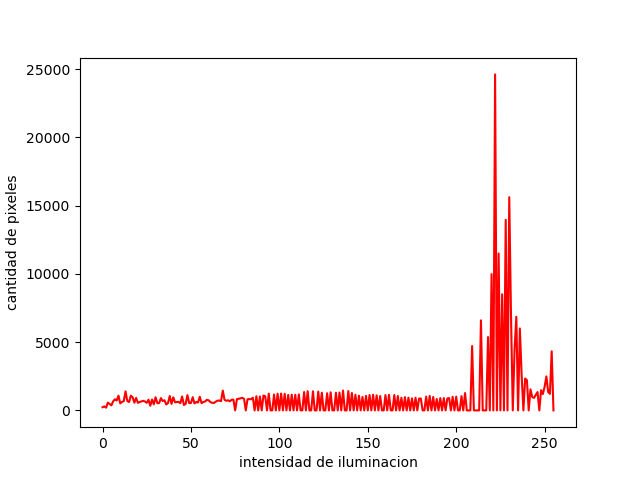 25000
20000
15000
10000
5000
0
cantidad de pixeles
0 50 100 150 200 250
intensidad de iluminacion